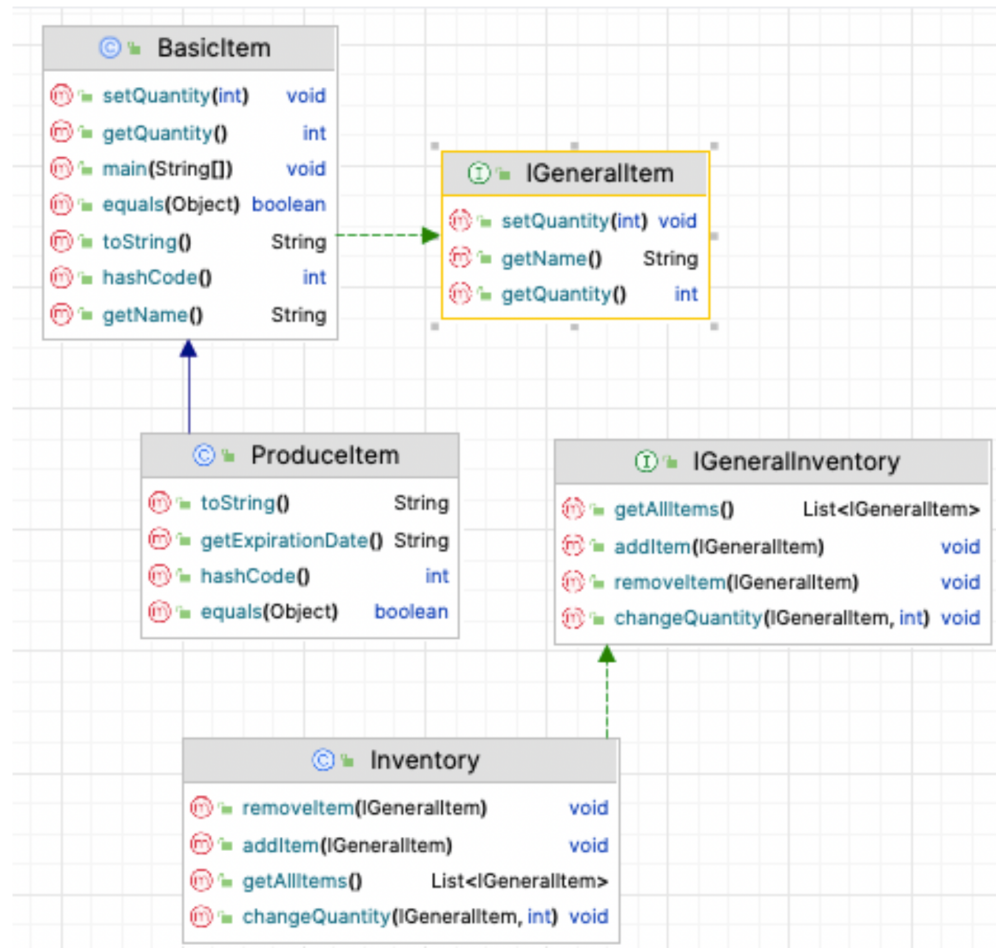 BasicItem
setQuantity(int) void
getQuantity() int
main(String[]) void
equals(Object) boolean
toString() String
hashCode() int
getName() String
IGeneralItem
setQuantity(int) void
getName() String
getQuantity() int
ProduceItem
toString() String
getExpirationDate() String
hashCode() int
equals(Object) boolean
IGeneralInventory
getAllItems() List<IGeneralItem>
addItem(IGeneralItem) void
removeItem(IGeneralItem) void
changeQuantity(IGeneralItem, int) void
Inventory
removeItem(IGeneralItem) void
addItem(IGeneralItem) void
getAllItems() List<IGeneralItem>
changeQuantity(IGeneralItem, int) void